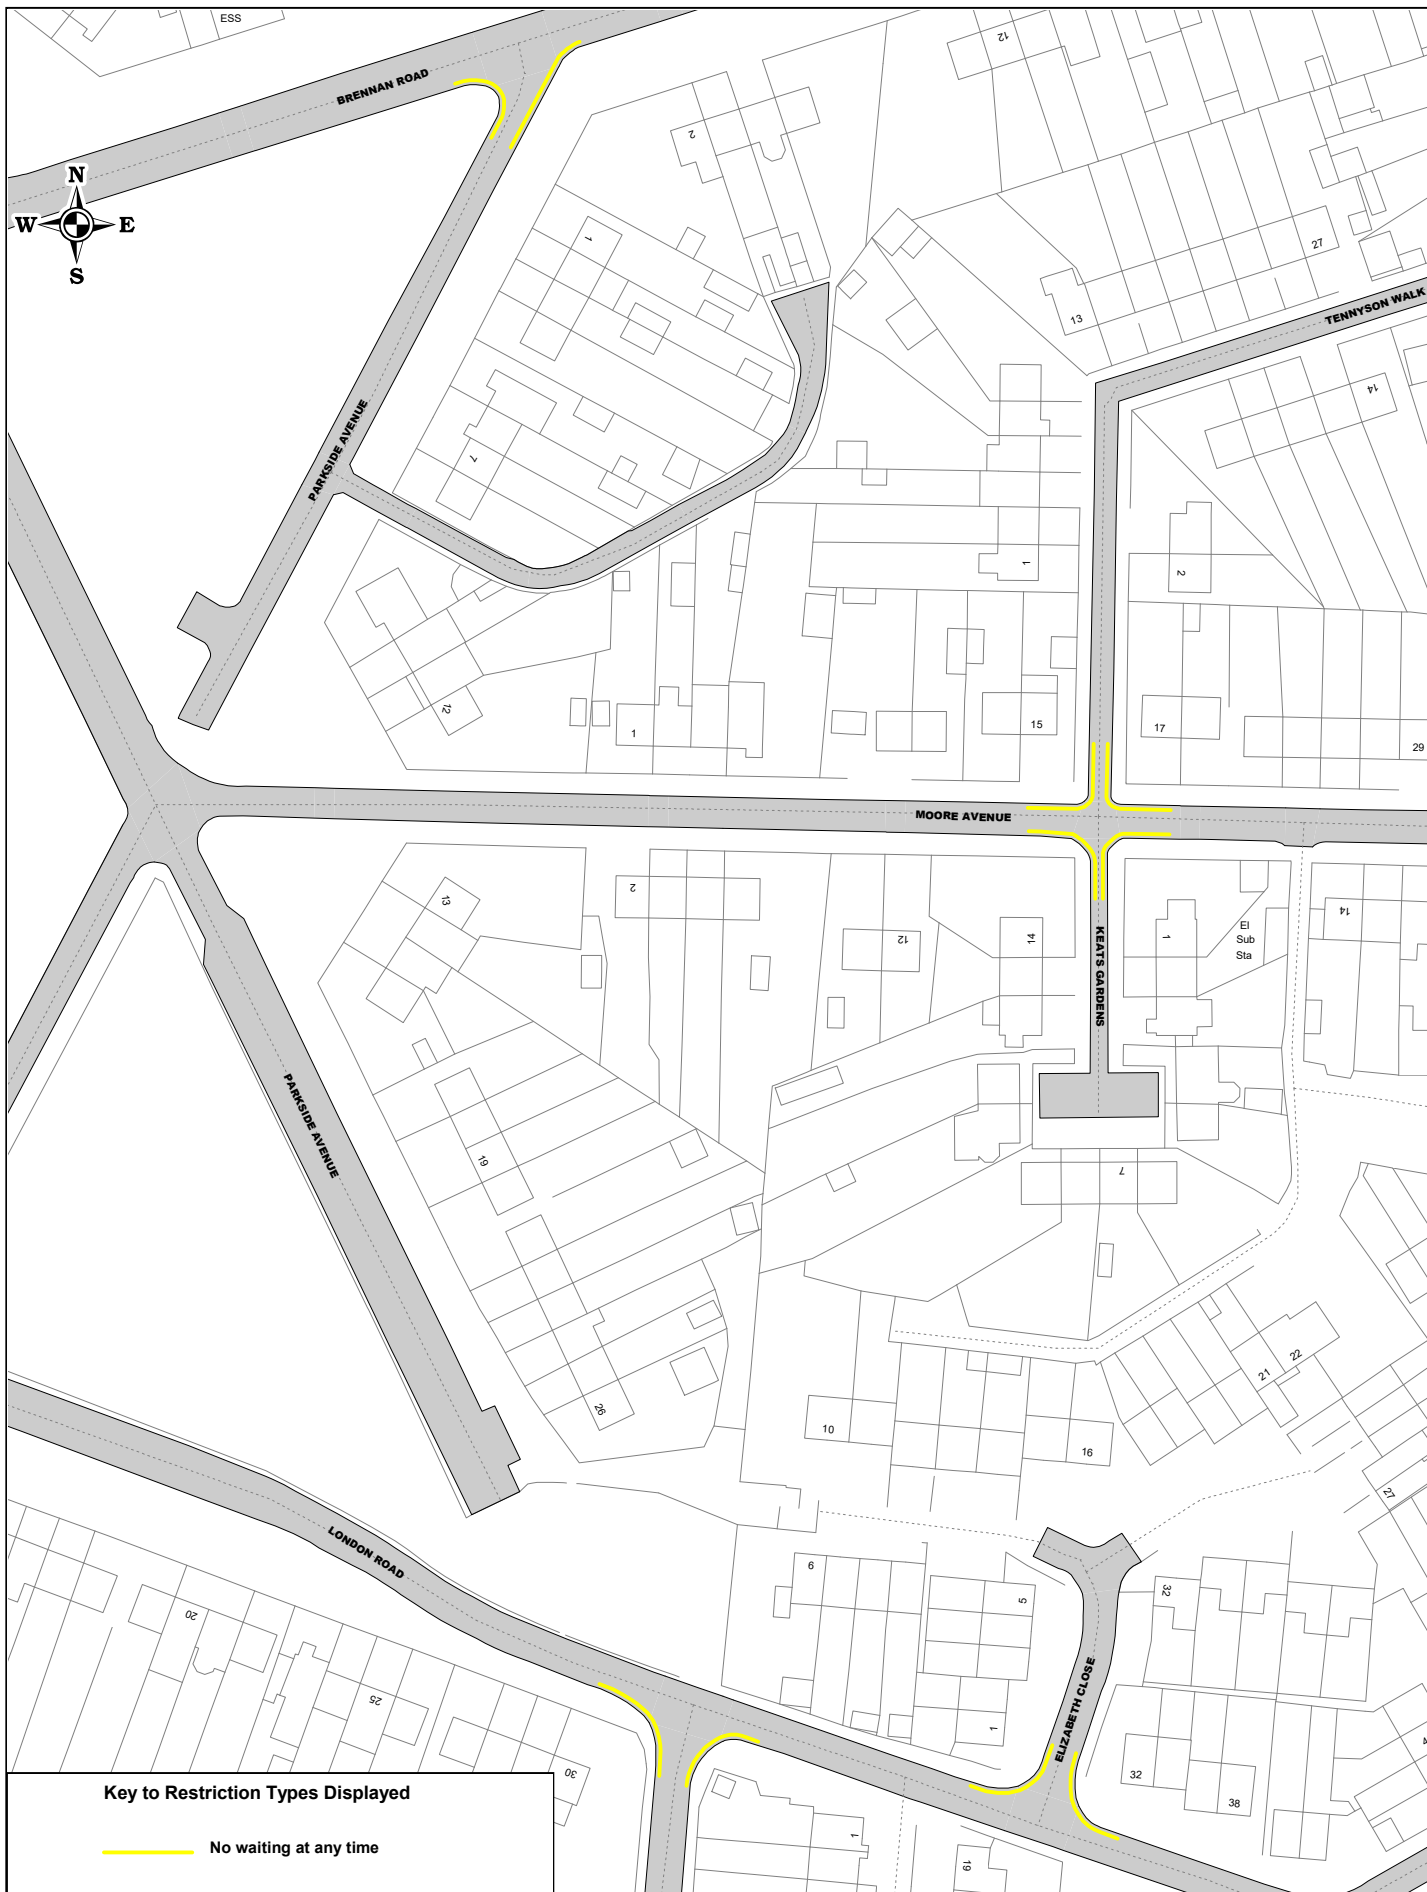 ESS
BRENNAN ROAD
N
W E
S
12
2
1
27
TENNYSON WALK
13
14
PARKSIDE AVENUE
7
1
2
12
1
15
17
29
MOORE AVENUE
13
2
12
14
KEATS GARDENS
1
El
Sub
Sta
14
PARKSIDE AVENUE
19
7
26
10
16
21
22
27
LONDON ROAD
6
5
32
20
25
30
1
ELIZABETH CLOSE
32
38
4
1
19
Key to Restriction Types Displayed
No waiting at any time